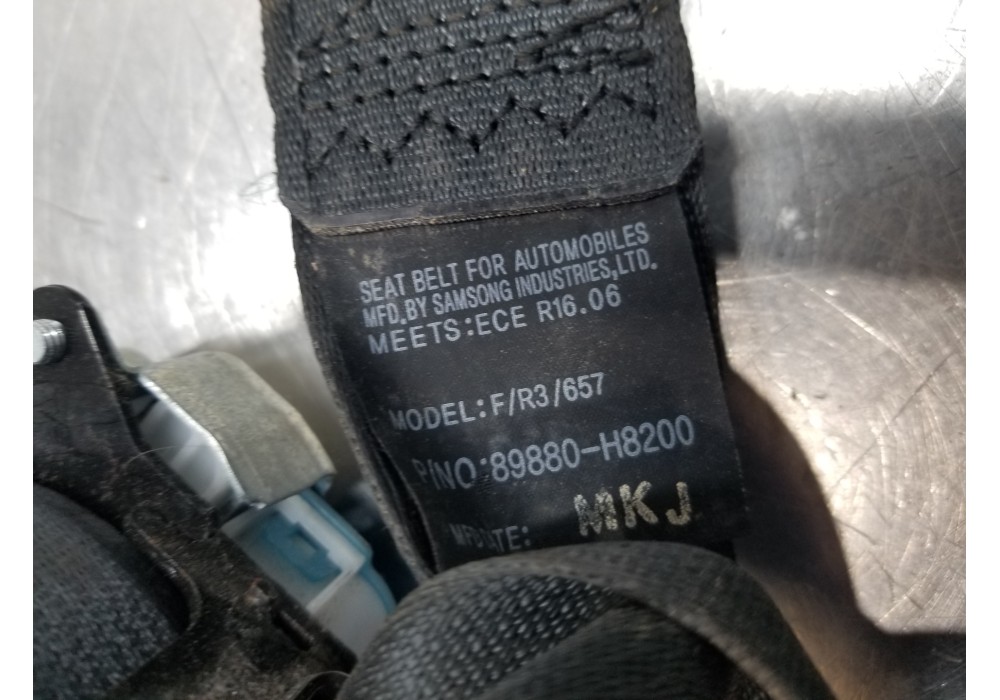 SEAT BELT FOR AUTOMOBILES
MFD.BY SAMSONG INDUSTRIES,LTD.
MEETS:ECE R16.06
MODEL:F/R3/657
P/NO:89880-H8200
MFDDTE: MKJ